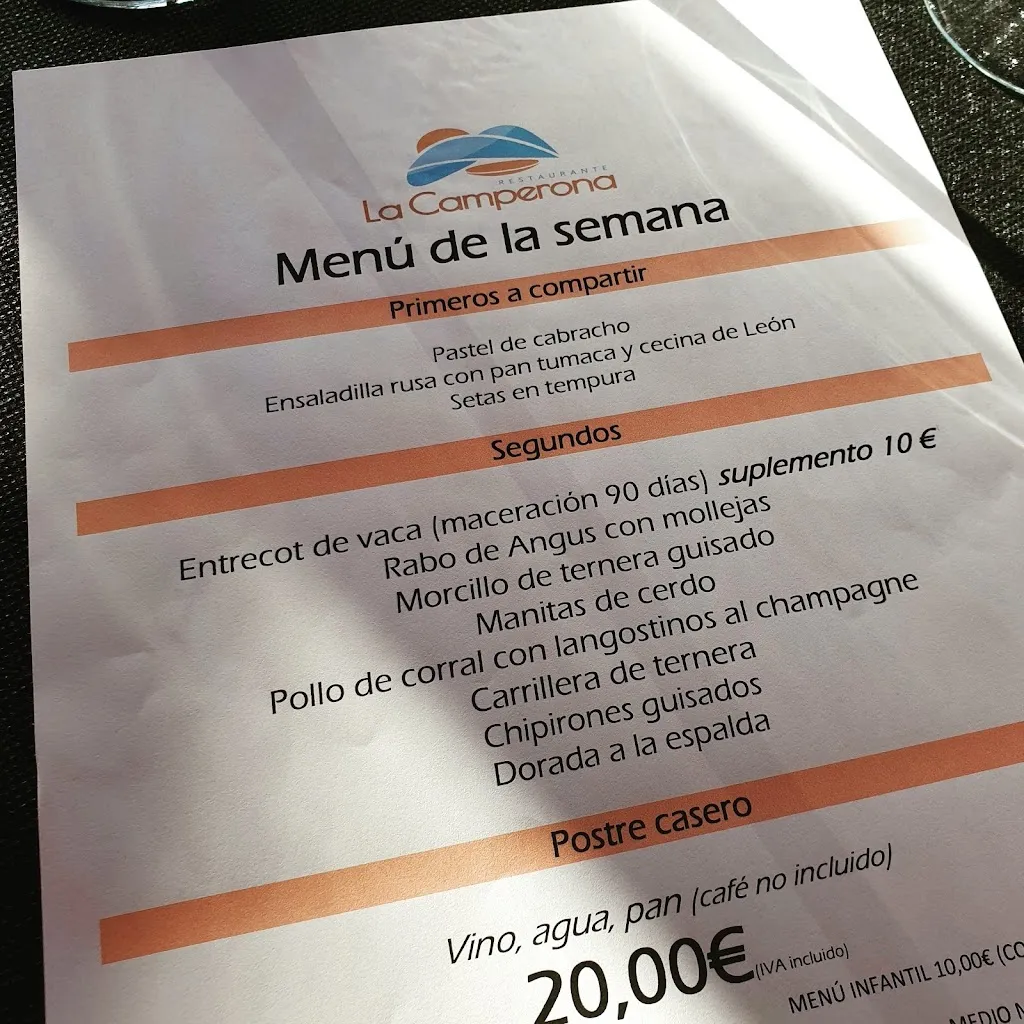 RESTAURANTE
La Camperona
Menú de la semana
Primeros a compartir
Pastel de cabracho
Ensaladilla rusa con pan tumaca y cecina de León
Setas en tempura
Segundos
Entrecot de vaca (maceración 90 días) suplemento 10 €
Rabo de Angus con mollejas
Morcillo de ternera guisado
Manitas de cerdo
Pollo de corral con langostinos al champagne
Carrillera de ternera
Chipirones guisados
Dorada a la espalda
Postre casero
Vino, agua, pan (café no incluido)
20,00€ (IVA incluido)
MENÚ INFANTIL 10,00€ (CO
MEDIO